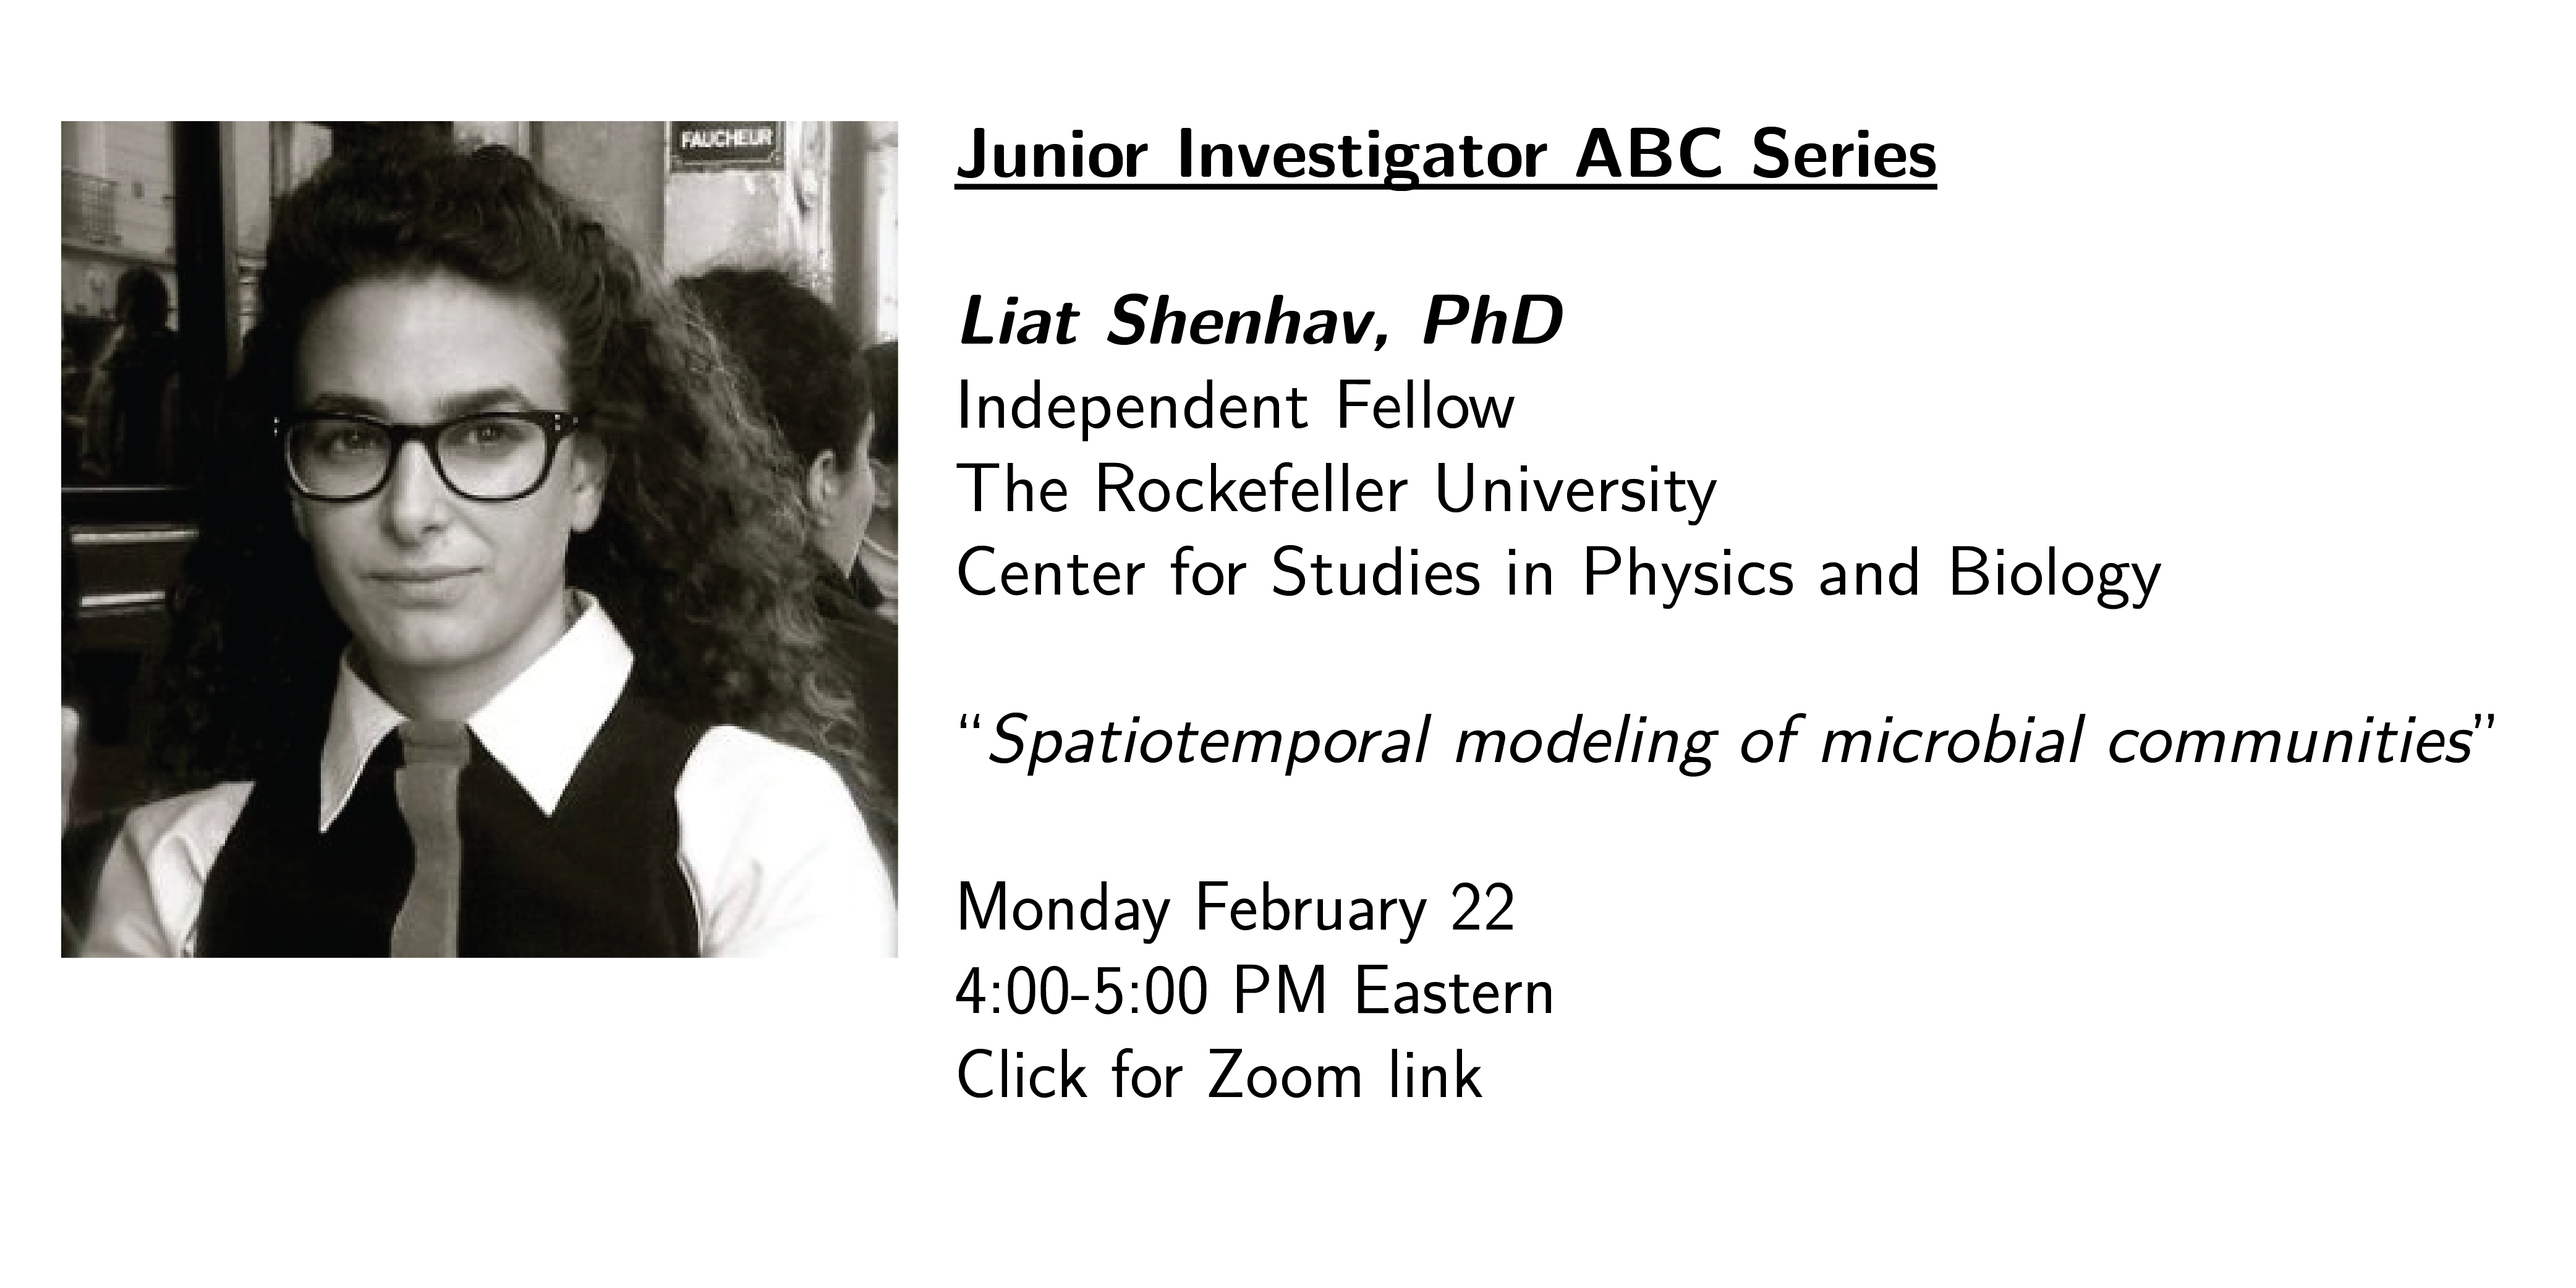 FAUCHEUR
Junior Investigator ABC Series
Liat Shenhav, PhD
Independent Fellow
The Rockefeller University
Center for Studies in Physics and Biology
“Spatiotemporal modeling of microbial communities”
Monday February 22
4:00-5:00 PM Eastern
Click for Zoom link